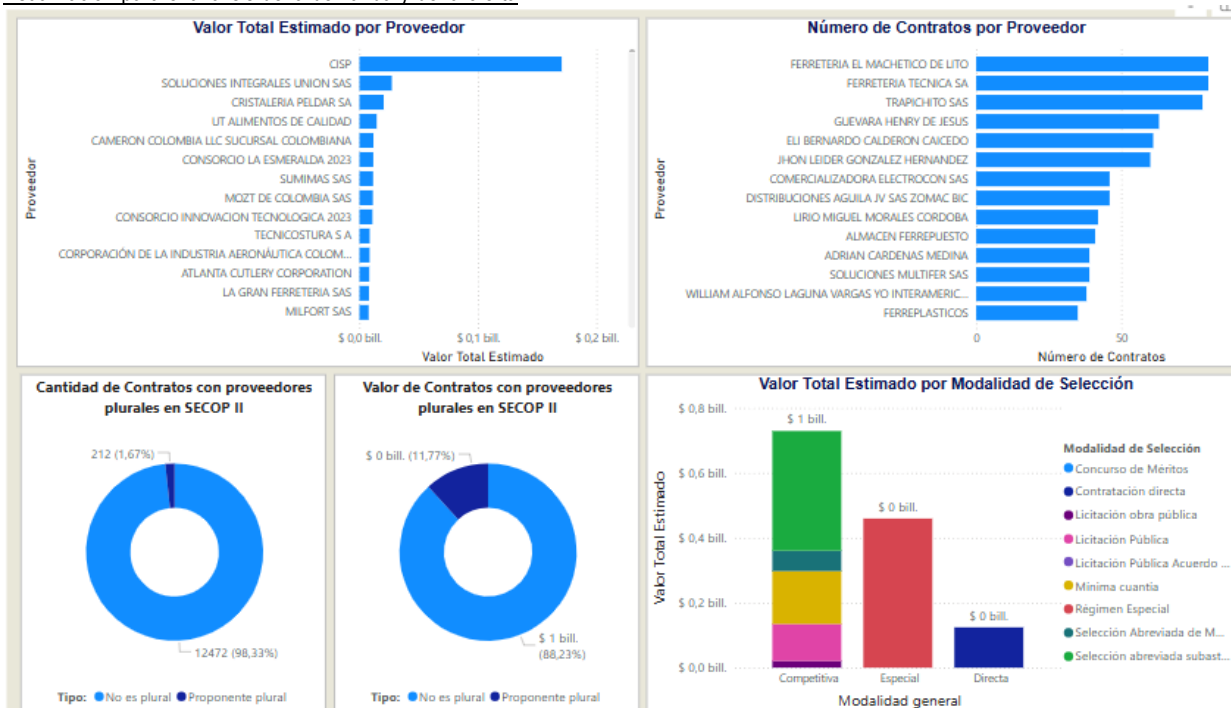 Valor Total Estimado por Proveedor
CISP
SOLUCIONES INTEGRALES UNION SAS
CRISTALERIA PELDAR SA
UT ALIMENTOS DE CALIDAD
CAMERON COLOMBIA LLC SUCURSAL COLOMBIANA
CONSORCIO LA ESMERALDA 2023
SUMIMAS SAS
MOZT DE COLOMBIA SAS
CONSORCIO INNOVACION TECNOLOGICA 2023
TECNICOSTURA S A
CORPORACIÓN DE LA INDUSTRIA AERONÁUTICA COLOM...
ATLANTA CUTLERY CORPORATION
LA GRAN FERRETERIA SAS
MILFORT SAS
Proveedor
$ 0,0 bill.
$ 0,1 bill.
$ 0,2 bill.
Valor Total Estimado
Número de Contratos por Proveedor
FERRETERIA EL MACHETICO DE LITO
FERRETERIA TECNICA SA
TRAPICHITO SAS
GUEVARA HENRY DE JESUS
ELI BERNARDO CALDERON CAICEDO
JHON LEIDER GONZALEZ HERNANDEZ
COMERCIALIZADORA ELECTROCON SAS
DISTRIBUCIONES AGUILA JV SAS ZOMAC BIC
LIRIO MIGUEL MORALES CORDOBA
ALMACEN FERREPUESTO
ADRIAN CARDENAS MEDINA
SOLUCIONES MULTIFER SAS
WILLIAM ALFONSO LAGUNA VARGAS YO INTERAMERIC...
FERREPLASTICOS
Proveedor
0
50
Número de Contratos
Cantidad de Contratos con proveedores
plurales en SECOP II
212 (1,67%)
12472 (98,33%)
Tipo: No es plural Proponente plural
Valor de Contratos con proveedores
plurales en SECOP II
$ 0 bill. (11,77%)
$ 1 bill.
(88,23%)
Tipo: No es plural Proponente plural
Valor Total Estimado por Modalidad de Selección
$ 0,8 bill.
$ 0,6 bill.
$ 0,4 bill.
$ 0,2 bill.
$ 0,0 bill.
Valor Total Estimado
$ 1 bill.
$ 0 bill.
$ 0 bill.
Competitiva
Especial
Directa
Modalidad general
Modalidad de Selección
Concurso de Méritos
Contratación directa
Licitación obra pública
Licitación Pública
Licitación Pública Acuerdo ...
Mínima cuantía
Régimen Especial
Selección Abreviada de M...
Selección abreviada subast...